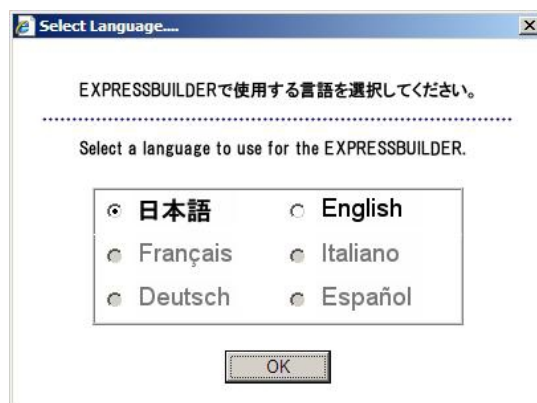 Select Language....
EXPRESSBUILDERで使用する言語を選択してください。
Select a language to use for the EXPRESSBUILDER.
日本語 English
Français Italiano
Deutsch Español
OK